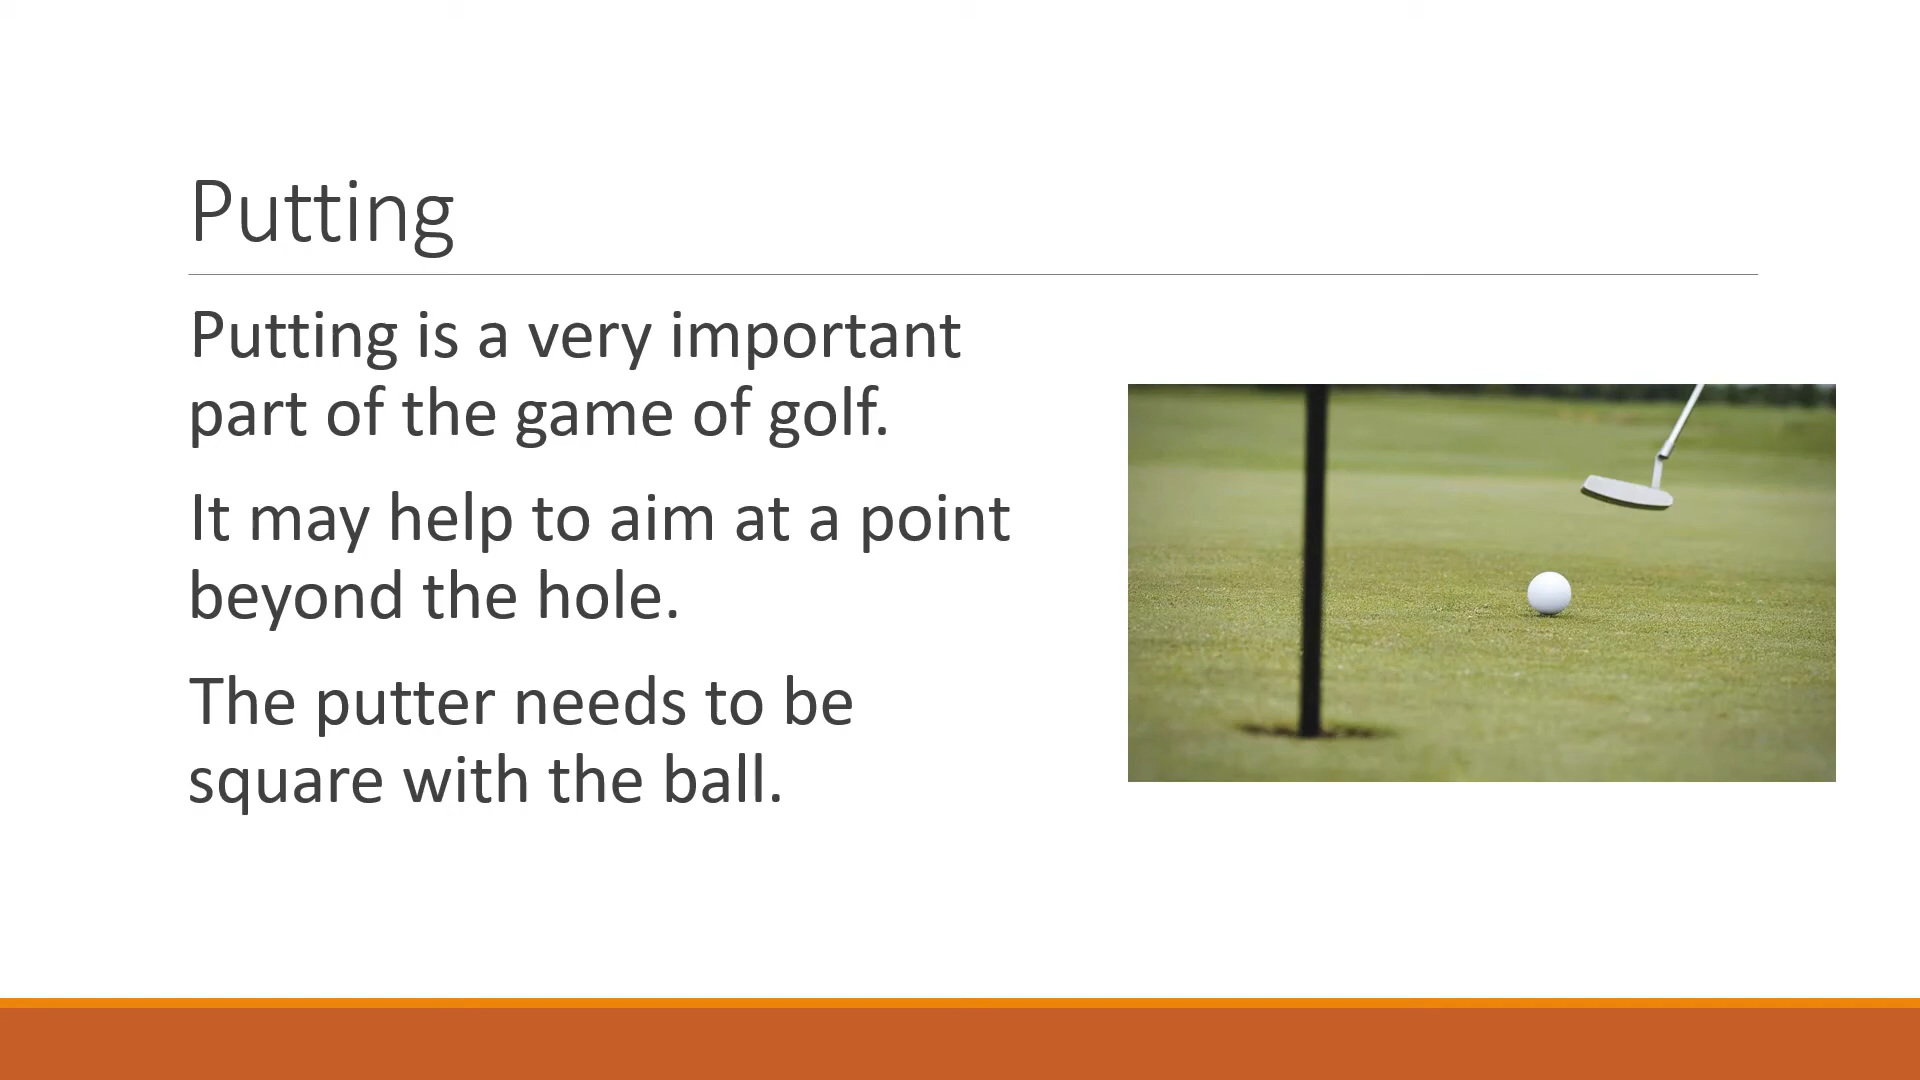 Putting
Putting is a very important
part of the game of golf.
It may help to aim at a point
beyond the hole.
The putter needs to be
square with the ball.